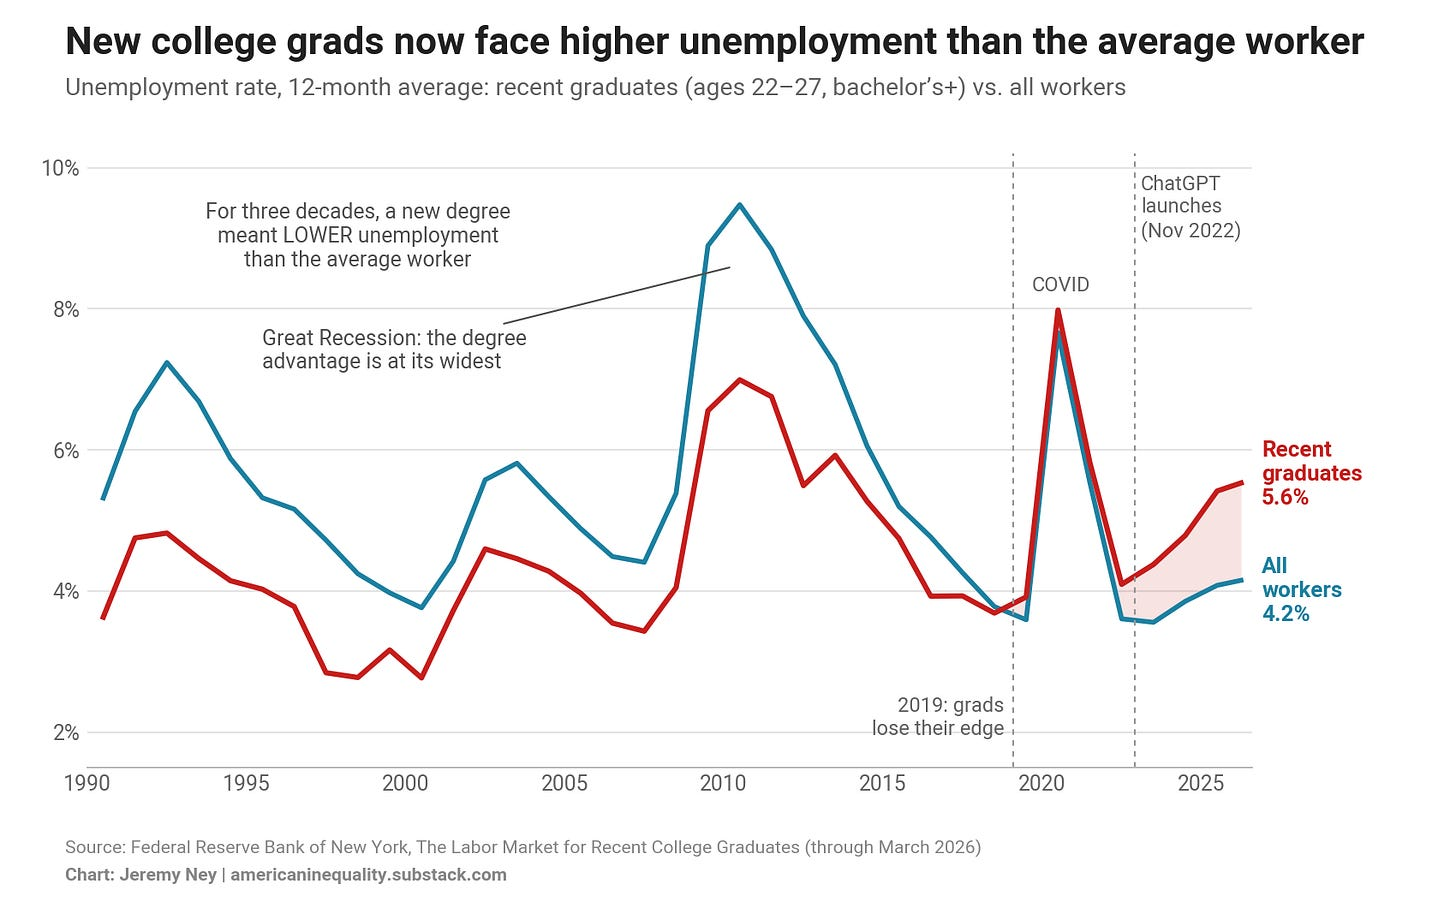 New college grads now face higher unemployment than the average worker
Unemployment rate, 12-month average: recent graduates (ages 22–27, bachelor’s+) vs. all workers
10%
8%
6%
4%
2%
For three decades, a new degree
meant LOWER unemployment
than the average worker
Great Recession: the degree
advantage is at its widest
COVID
ChatGPT
launches
(Nov 2022)
Recent
graduates
5.6%
All
workers
4.2%
2019: grads
lose their edge
1990
1995
2000
2005
2010
2015
2020
2025
Source: Federal Reserve Bank of New York, The Labor Market for Recent College Graduates (through March 2026)
Chart: Jeremy Ney | americaninequality.substack.com